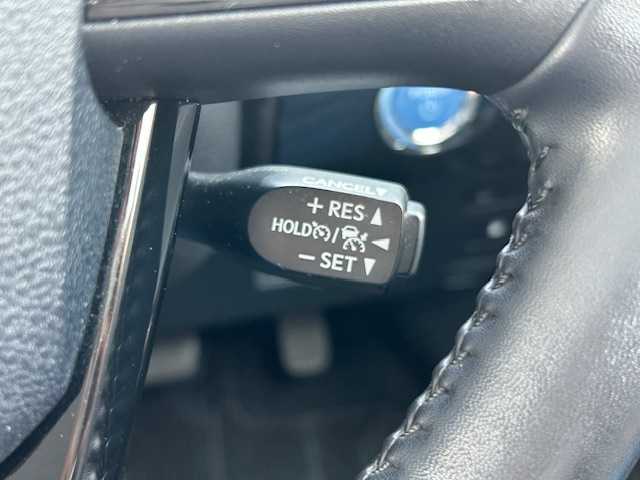 CANCEL▼
+ RES ▲
HOLD / ◀
− SET ▼